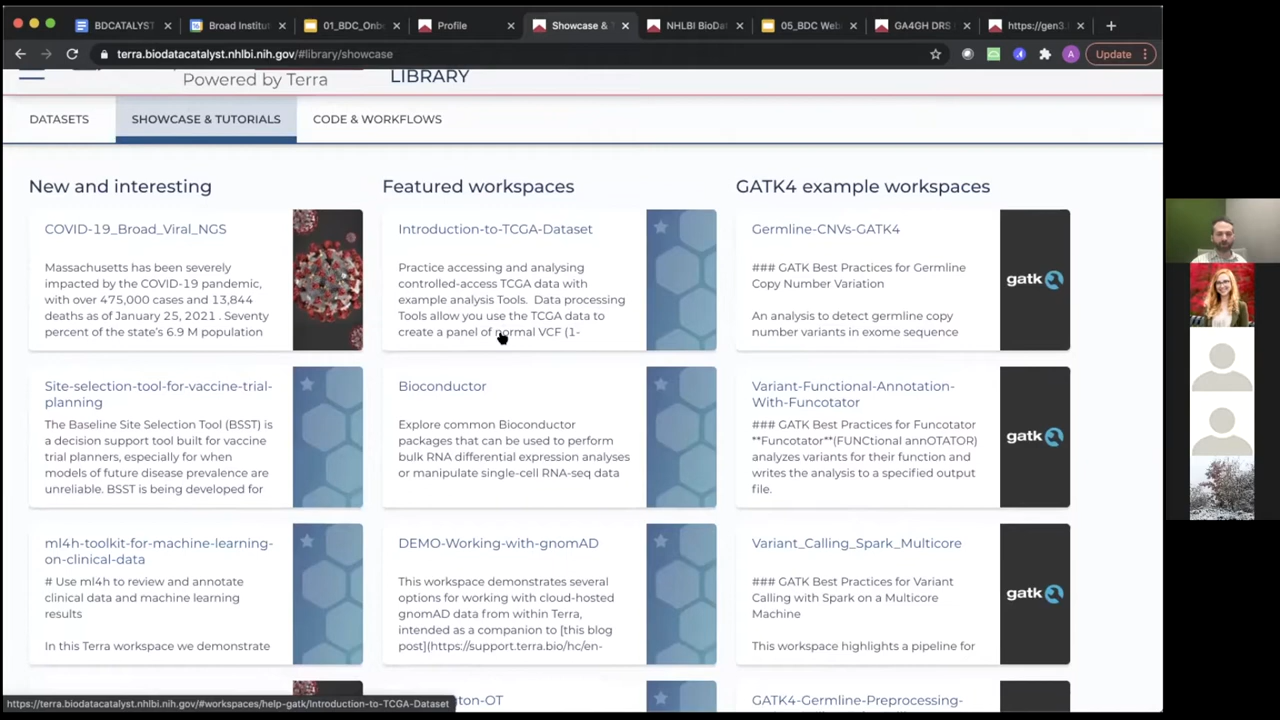 BDCATALYST
Broad Institut
01_BDC_Onb
Profile
Showcase &
NHLBI BioDat
05_BDC Web
GA4GH DRS
https://gen3.
terra.biodatacatalyst.nhlbi.nih.gov/#library/showcase
A
Update
Powered by Terra
LIBRARY
DATASETS
SHOWCASE & TUTORIALS
CODE & WORKFLOWS
New and interesting
COVID-19_Broad_Viral_NGS
Massachusetts has been severely
impacted by the COVID-19 pandemic,
with over 475,000 cases and 13,844
deaths as of January 25, 2021 . Seventy
percent of the state's 6.9 M population
Site-selection-tool-for-vaccine-trial-
planning
The Baseline Site Selection Tool (BSST) is
a decision support tool built for vaccine
trial planners, especially for when
models of future disease prevalence are
unreliable. BSST is being developed for
ml4h-toolkit-for-machine-learning-
on-clinical-data
# Use ml4h to review and annotate
clinical data and machine learning
results
In this Terra workspace we demonstrate
Featured workspaces
Introduction-to-TCGA-Dataset
Practice accessing and analysing
controlled-access TCGA data with
example analysis Tools. Data processing
Tools allow you use the TCGA data to
create a panel of normal VCF (1-
Bioconductor
Explore common Bioconductor
packages that can be used to perform
bulk RNA differential expression analyses
or manipulate single-cell RNA-seq data
DEMO-Working-with-gnomAD
This workspace demonstrates several
options for working with cloud-hosted
gnomAD data from within Terra,
intended as a companion to [this blog
post](https://support.terra.bio/hc/en-
ton-OT
GATK4 example workspaces
Germline-CNVs-GATK4
### GATK Best Practices for Germline
Copy Number Variation
An analysis to detect germline copy
number variants in exome sequence
gatk
Variant-Functional-Annotation-
With-Funcotator
### GATK Best Practices for Funcotator
**Funcotator**(FUNCtional annOTATOR)
analyzes variants for their function and
writes the analysis to a specified output
file.
gatk
Variant_Calling_Spark_Multicore
### GATK Best Practices for Variant
Calling with Spark on a Multicore
Machine
This workspace highlights a pipeline for
gatk
GATK4-Germline-Preprocessing-
https://terra.biodatacatalyst.nhlbi.nih.gov/#workspaces/help-gatk/Introduction-to-TCGA-Dataset